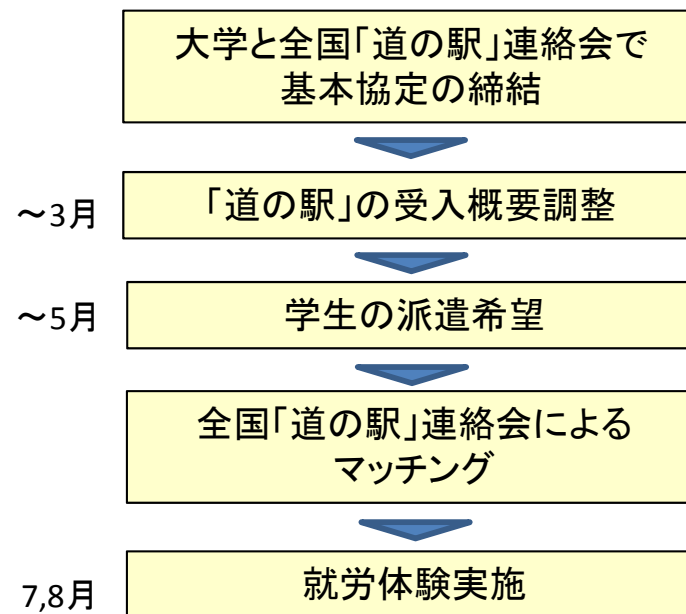 大学と全国「道の駅」連絡会で
基本協定の締結
～3月
「道の駅」の受入概要調整
～5月
学生の派遣希望
全国「道の駅」連絡会による
マッチング
7,8月
就労体験実施